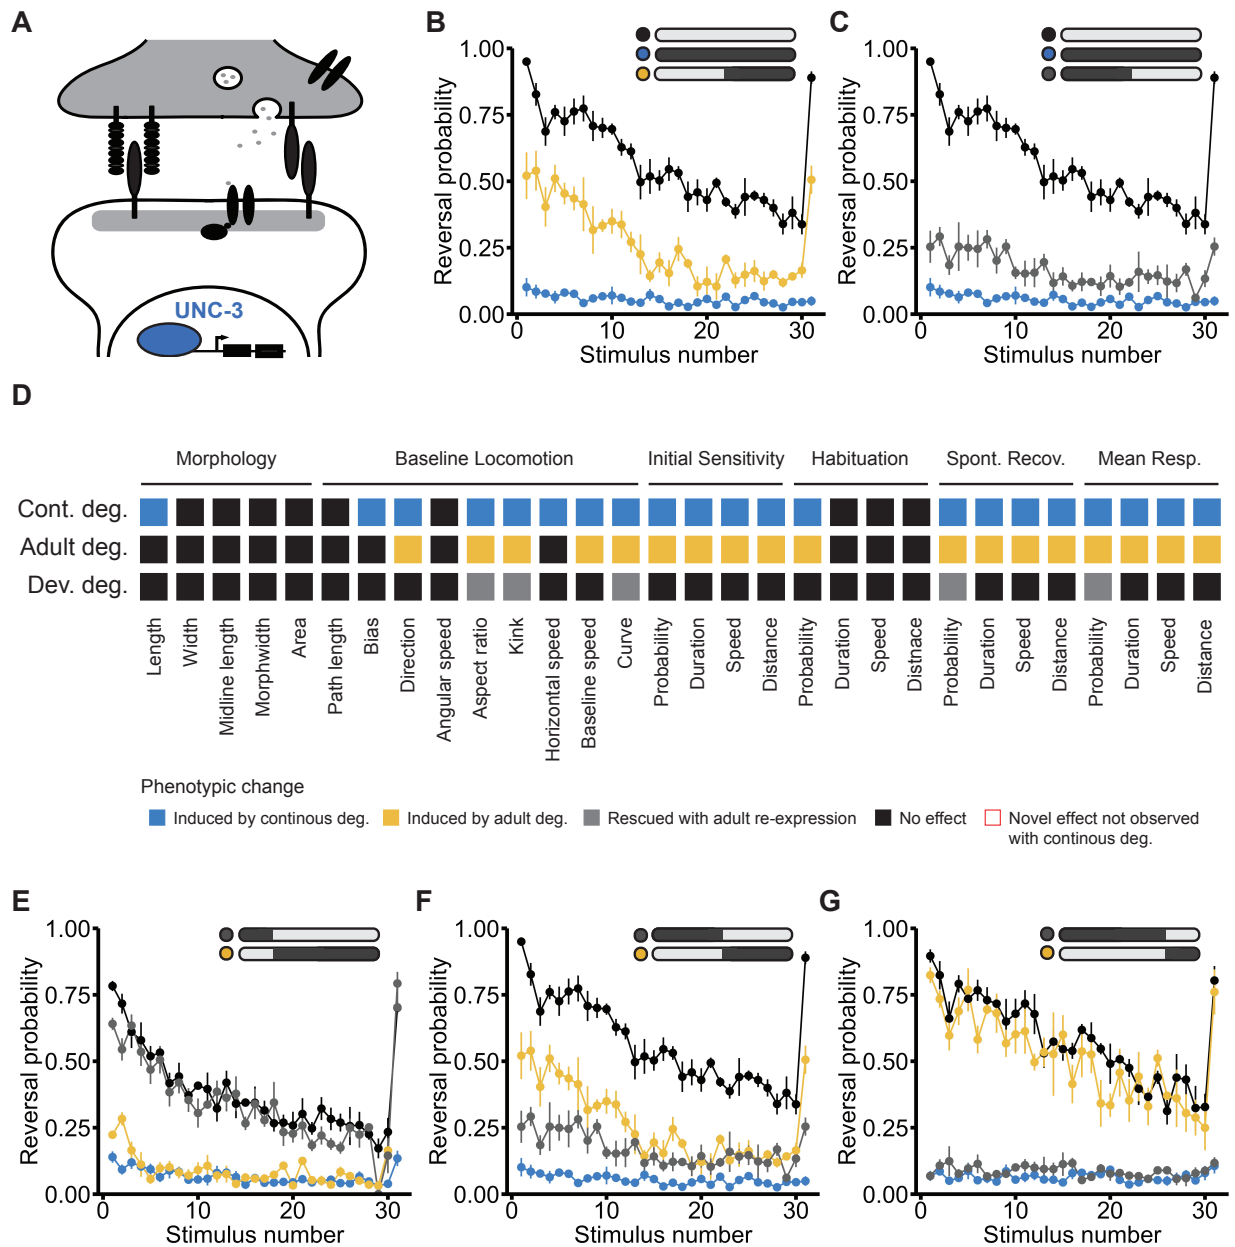 A
UNC-3
B
1.00
0.75
0.50
0.25
0.00
Reversal probability
0
10
20
30
Stimulus number
C
1.00
0.75
0.50
0.25
0.00
Reversal probability
0
10
20
30
Stimulus number
D
Morphology
Baseline Locomotion
Initial Sensitivity
Habituation
Spont. Recov.
Mean Resp.
Cont. deg.
Adult deg.
Dev. deg.
Length
Width
Midline length
Morphwidth
Area
Path length
Bias
Direction
Angular speed
Aspect ratio
Kink
Horizontal speed
Baseline speed
Curve
Probability
Duration
Speed
Distance
Probability
Duration
Speed
Distnace
Probability
Duration
Speed
Distance
Probability
Duration
Speed
Distance
Phenotypic change
Induced by continous deg.
Induced by adult deg.
Rescued with adult re-expression
No effect
Novel effect not observed
with continous deg.
E
1.00
0.75
0.50
0.25
0.00
Reversal probability
0
10
20
30
Stimulus number
F
1.00
0.75
0.50
0.25
0.00
Reversal probability
0
10
20
30
Stimulus number
G
1.00
0.75
0.50
0.25
0.00
Reversal probability
0
10
20
30
Stimulus number